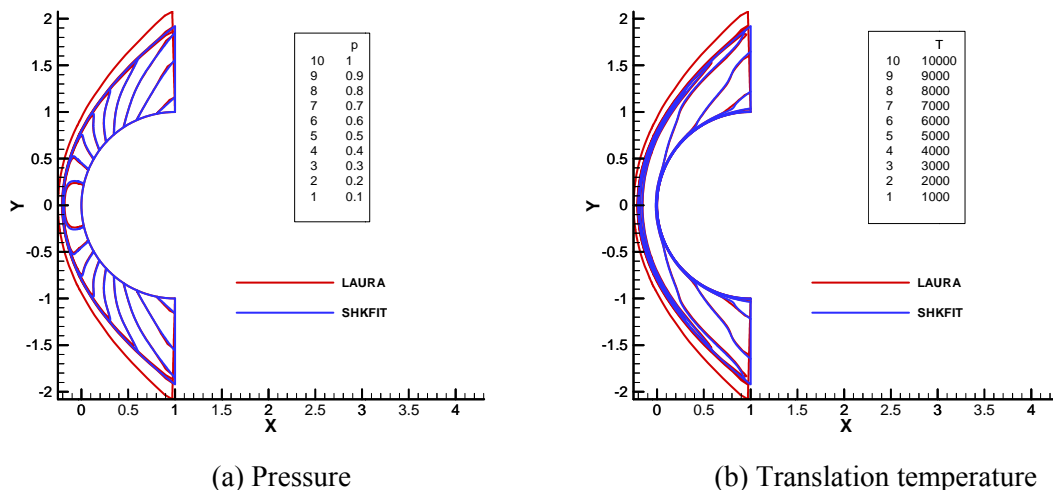 2
1.5
1
0.5
0
-0.5
-1
-1.5
-2
Y
0 0.5 1 1.5 2 2.5 3 3.5 4
X
p
10 1
9 0.9
8 0.8
7 0.7
6 0.6
5 0.5
4 0.4
3 0.3
2 0.2
1 0.1
LAURA
SHKFIT
(a) Pressure
2
1.5
1
0.5
0
-0.5
-1
-1.5
-2
Y
0 0.5 1 1.5 2 2.5 3 3.5 4
X
T
10 10000
9 9000
8 8000
7 7000
6 6000
5 5000
4 4000
3 3000
2 2000
1 1000
LAURA
SHKFIT
(b) Translation temperature